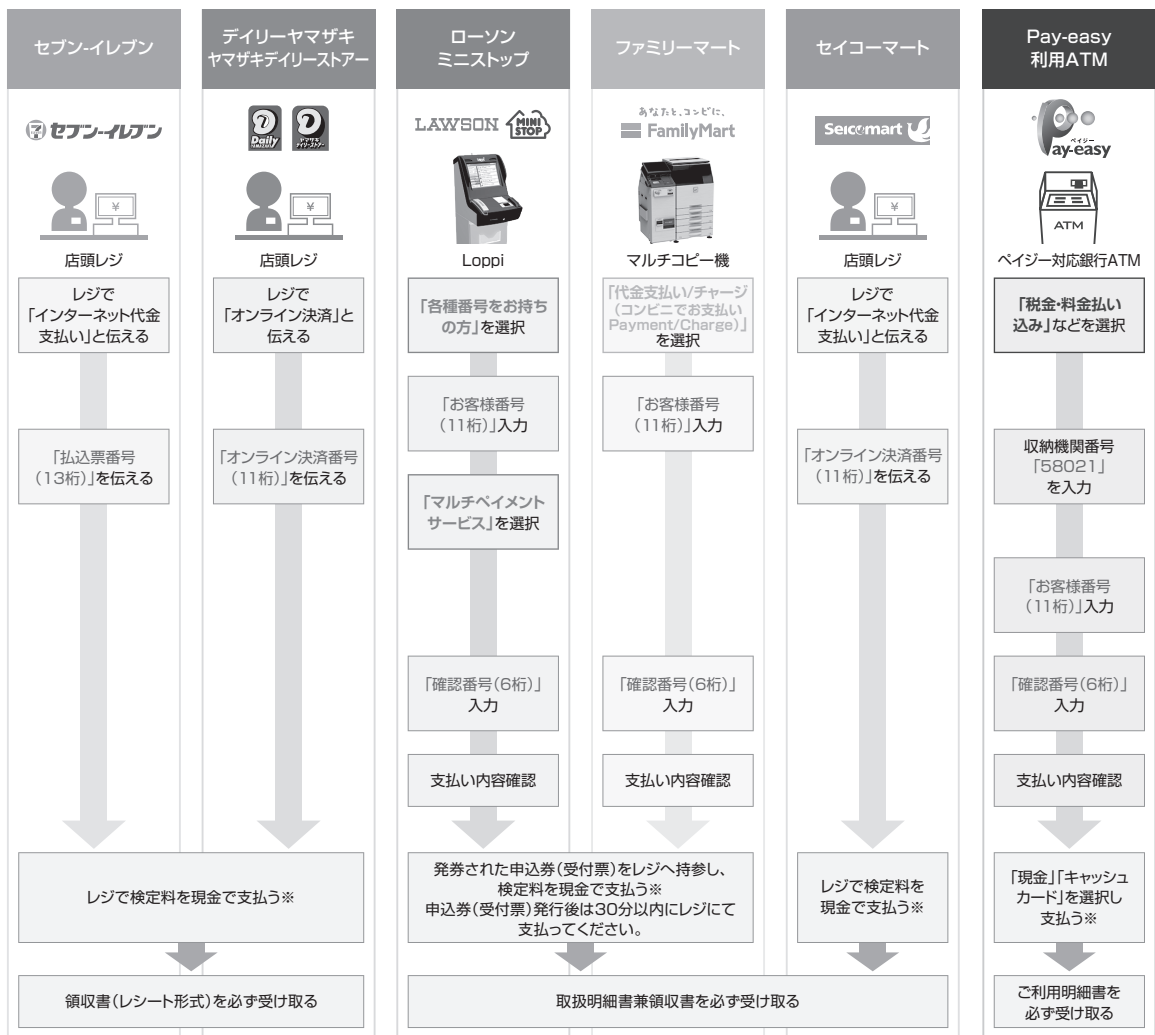 セブン-イレブン
デイリーヤマザキ
ヤマザキデイリーストアー
ローソン
ミニストップ
ファミリーマート
セイコーマート
Pay-easy
利用ATM
セブン-イレブン
Daily
YAMAZAKI
ヤマザキ
デイリーストアー
LAWSON
MINI
STOP
あなたと、コンビに、
FamilyMart
Seicomart
ペイジー
Pay-easy
¥
¥
¥
ATM
店頭レジ
店頭レジ
Loppi
マルチコピー機
店頭レジ
ペイジー対応銀行ATM
レジで
「インターネット代金
支払い」と伝える
レジで
「オンライン決済」と
伝える
「各種番号をお持ち
の方」を選択
「代金支払い/チャージ
(コンビニでお支払い
Payment/Charge)」
を選択
レジで
「インターネット代金
支払い」と伝える
「税金・料金払い
込み」などを選択
「お客様番号
(11桁)」入力
「お客様番号
(11桁)」入力
「払込票番号
(13桁)」を伝える
「オンライン決済番号
(11桁)」を伝える
「マルチペイメント
サービス」を選択
「オンライン決済番号
(11桁)」を伝える
収納機関番号
「58021」
を入力
「お客様番号
(11桁)」入力
「確認番号(6桁)」
入力
「確認番号(6桁)」
入力
「確認番号(6桁)」
入力
支払い内容確認
支払い内容確認
支払い内容確認
レジで検定料を現金で支払う※
発券された申込券(受付票)をレジへ持参し、
検定料を現金で支払う※
申込券(受付票)発行後は30分以内にレジにて
支払ってください。
レジで検定料を
現金で支払う※
「現金」「キャッシュ
カード」を選択し
支払う※
領収書(レシート形式)を必ず受け取る
取扱明細書兼領収書を必ず受け取る
ご利用明細書を
必ず受け取る